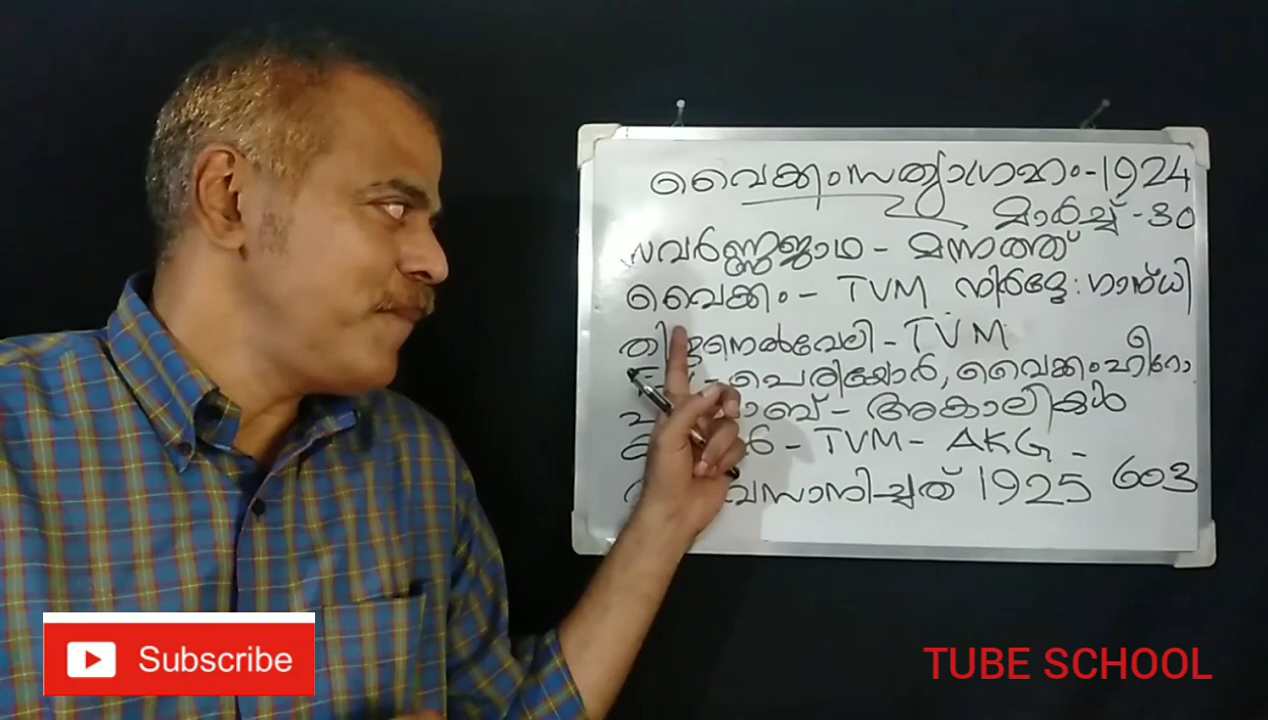 വൈക്കംസത്യാഗ്രഹം-1924
മാർച്ച്-30
സവർണ്ണജാഥ - മന്നത്ത്
വൈക്കം - TVM നിർദ്ദേ: ഗാന്ധി
തിരുനെൽവേലി - TVM
- പെരിയോർ, വൈക്കംഹീറോ
- അകാലികൾ
- TVM - AKG -
അവസാനിച്ചത് 1925 603
Subscribe
TUBE SCHOOL